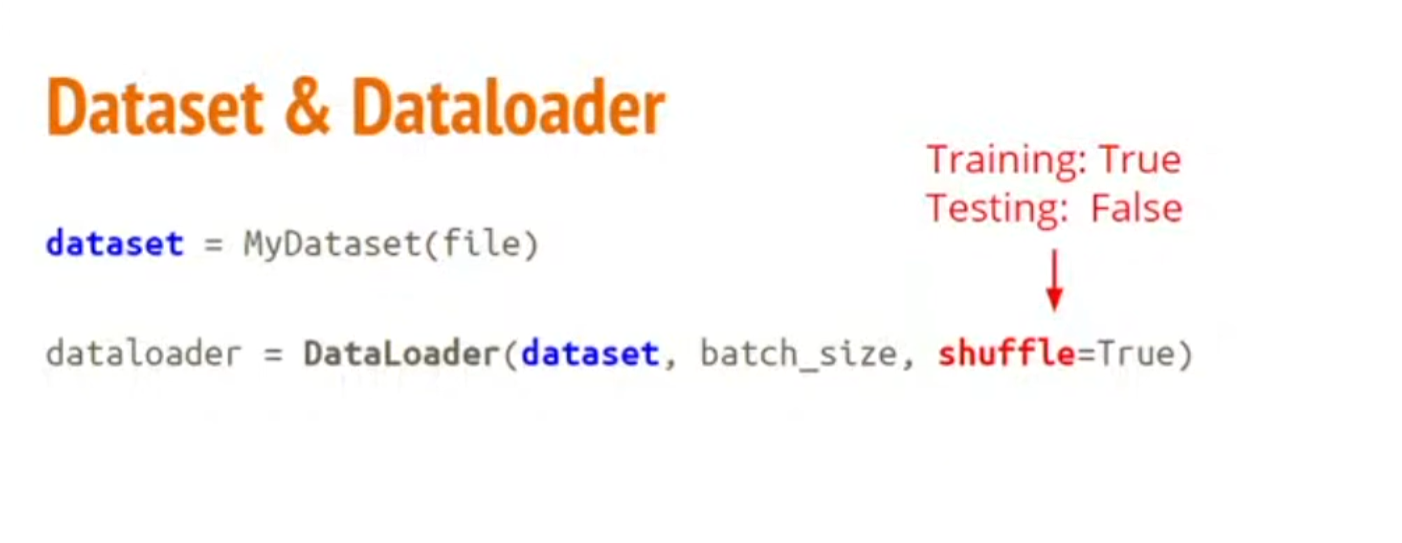 Dataset & Dataloader
Training: True
Testing: False
dataset = MyDataset(file)
dataloader = DataLoader(dataset, batch_size, shuffle=True)